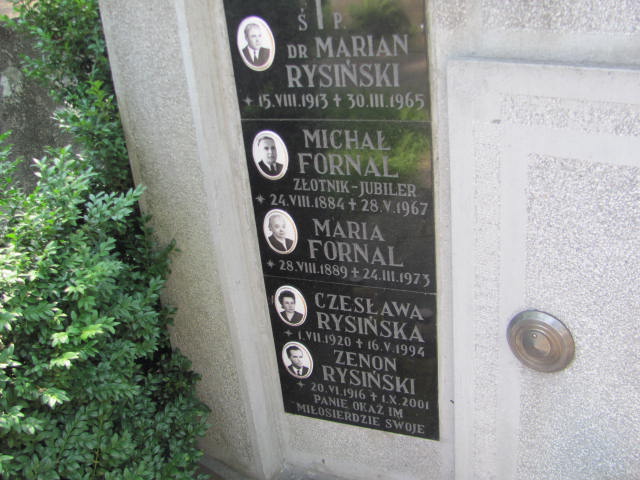 Ś P.
DR MARIAN
RYSIŃSKI
* 15.VIII.1913 + 30.III.1965
MICHAŁ
FORNAL
ZŁOTNIK-JUBILER
* 24.VIII.1884 + 28.V.1967
MARIA
FORNAL
* 28.VIII.1889 + 24.III.1973
CZESŁAWA
RYSIŃSKA
* 1.VII.1920 + 16.V.1994
ZENON
RYSIŃSKI
* 20.VI.1916 + 1.X.2001
PANIE OKAŻ IM
MIŁOSIERDZIE SWOJE